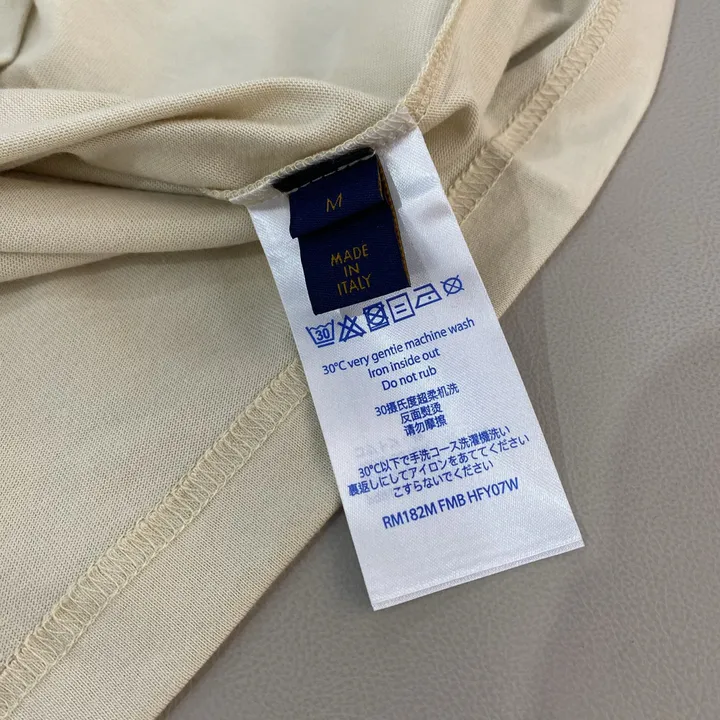 M
MADE
IN
ITALY
30
30°C very gentie machine wash
Iron inside out
Do not rub
30攝氏度超柔机洗
反面熨烫
请勿摩擦
30℃以下で手洗コース洗濯機洗い
裏返しにしてアイロンをあててください
こすらないでください
RM182M FMB HFY07W